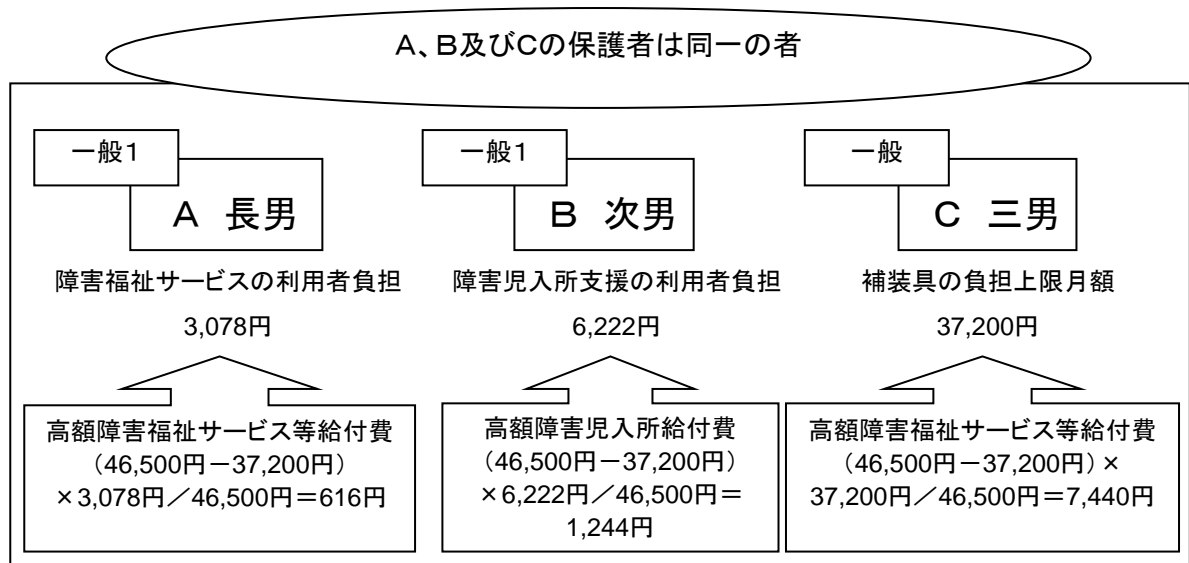 A、B及びCの保護者は同一の者
一般1
A 長男
障害福祉サービスの利用者負担
3,078円
高額障害福祉サービス等給付費
(46,500円-37,200円)
×3,078円/46,500円=616円
一般1
B 次男
障害児入所支援の利用者負担
6,222円
高額障害児入所給付費
(46,500円-37,200円)
×6,222円/46,500円=
1,244円
一般
C 三男
補装具の負担上限月額
37,200円
高額障害福祉サービス等給付費
(46,500円-37,200円)×
37,200円/46,500円=7,440円